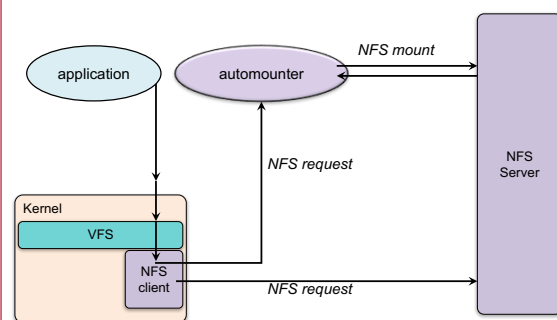 NFS mount
application
automounter
NFS request
NFS
Server
Kernel
VFS
NFS
client
NFS request